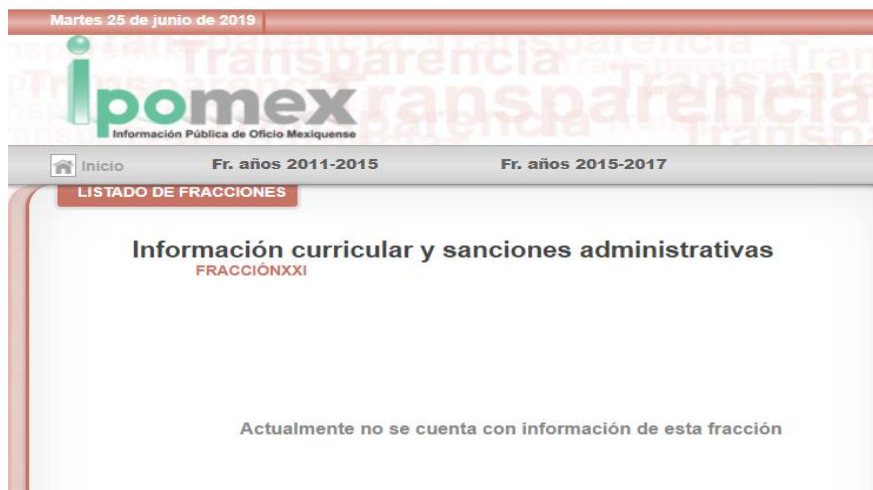 Martes 25 de junio de 2019
Transparencia
ipomex
Información Pública de Oficio Mexiquense
Inicio Fr. años 2011-2015 Fr. años 2015-2017
LISTADO DE FRACCIONES
Información curricular y sanciones administrativas
FRACCIÓNXXI
Actualmente no se cuenta con información de esta fracción